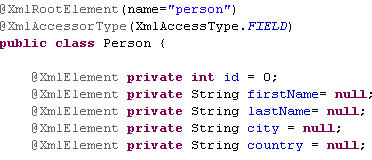 @XmlRootElement(name="person")
@XmlAccessorType(XmlAccessType.FIELD)
public class Person {
@XmlElement private int id = 0;
@XmlElement private String firstName= null;
@XmlElement private String lastName= null;
@XmlElement private String city = null;
@XmlElement private String country = null;